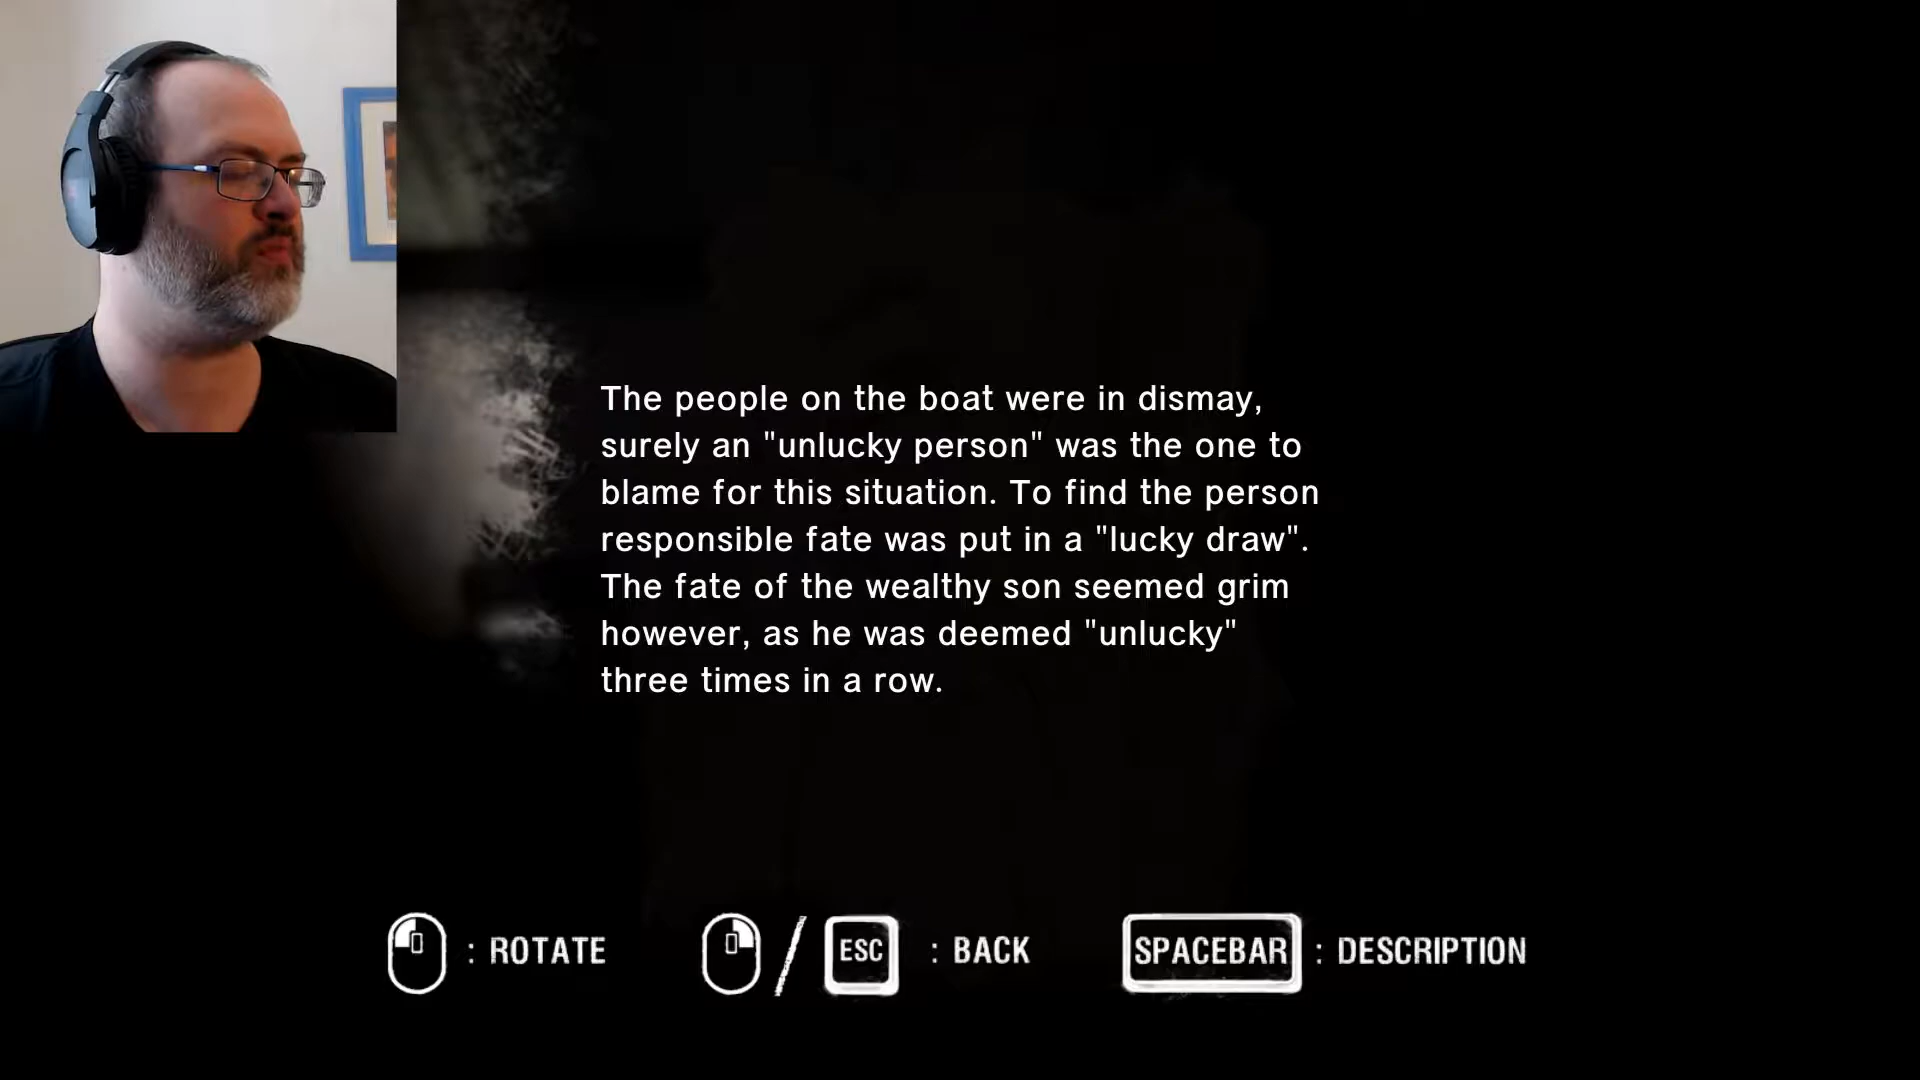 The people on the boat were in dismay,
surely an "unlucky person" was the one to
blame for this situation. To find the person
responsible fate was put in a "lucky draw".
The fate of the wealthy son seemed grim
however, as he was deemed "unlucky"
three times in a row.
: ROTATE / ESC : BACK SPACEBAR : DESCRIPTION